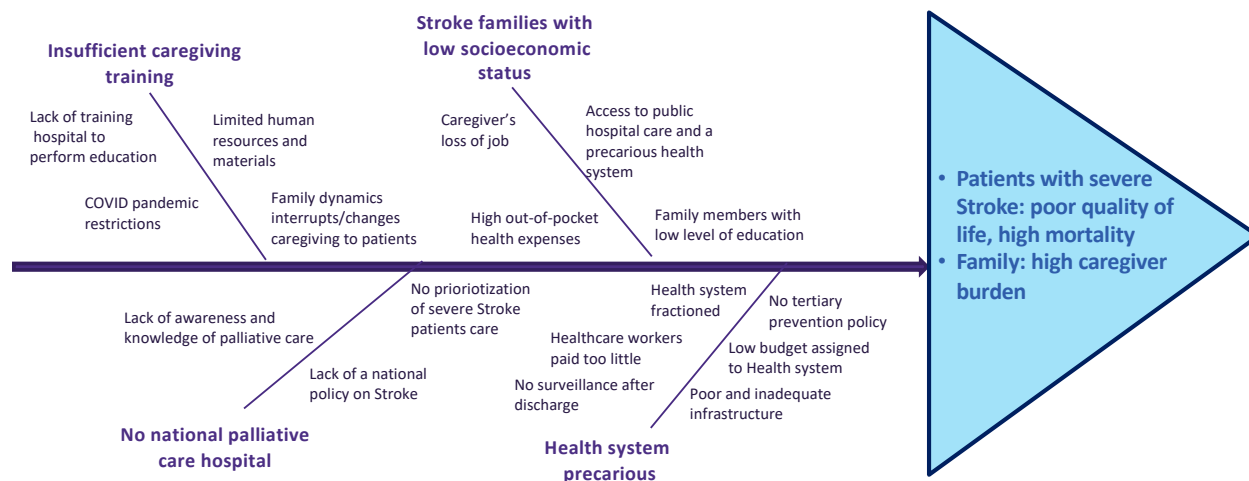 Insufficient caregiving
training
Lack of training
hospital to
perform education
Limited human
resources and
materials
COVID pandemic
restrictions
Family dynamics
interrupts/changes
caregiving to patients
Stroke families with
low socioeconomic
status
Caregiver’s
loss of job
Access to public
hospital care and a
precarious health
system
High out-of-pocket
health expenses
Family members with
low level of education
Lack of awareness and
knowledge of palliative care
No prioriotization
of severe Stroke
patients care
Lack of a national
policy on Stroke
No national palliative
care hospital
Health system
fractioned
No tertiary
prevention policy
Healthcare workers
paid too little
Low budget assigned
to Health system
No surveillance after
discharge
Poor and inadequate
infrastructure
Health system
precarious
• Patients with severe
Stroke: poor quality of
life, high mortality
• Family: high caregiver
burden